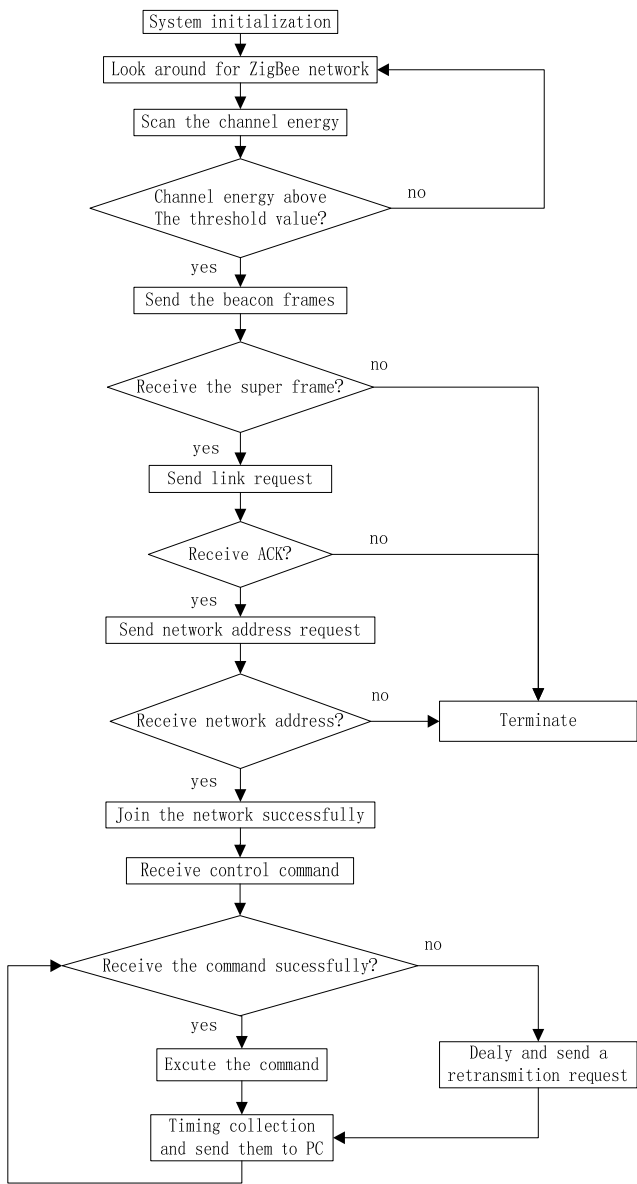 System initialization
Look around for ZigBee network
Scan the channel energy
Channel energy above
The threshold value?
no
yes
Send the beacon frames
no
Receive the super frame?
yes
Send link request
no
Receive ACK?
yes
Send network address request
no
Receive network address?
Terminate
yes
Join the network successfully
Receive control command
no
Receive the command sucessfully?
yes
Excute the command
Dealy and send a
retransmition request
Timing collection
and send them to PC